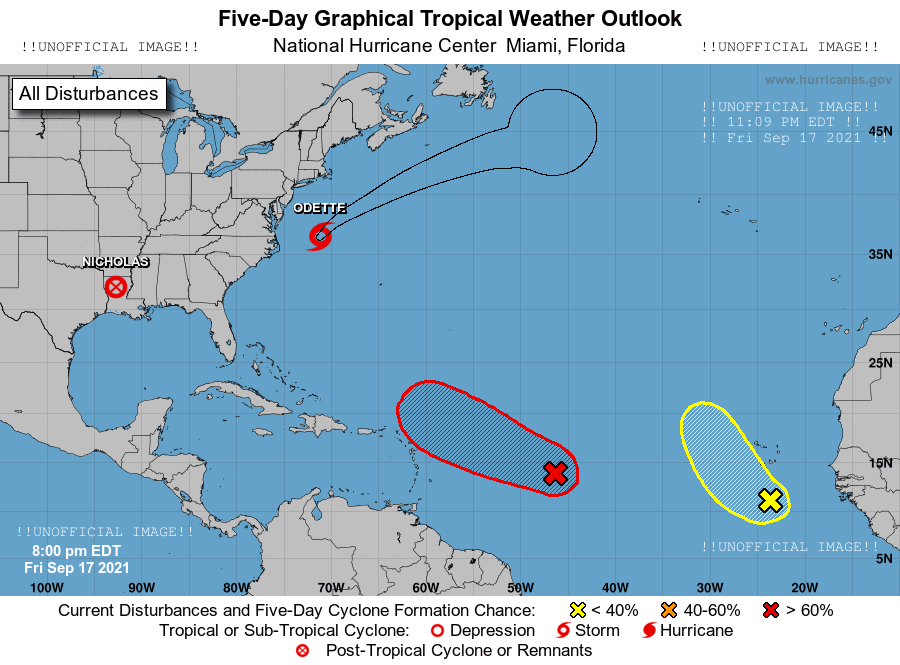 Five-Day Graphical Tropical Weather Outlook
!!UNOFFICIAL IMAGE!! National Hurricane Center Miami, Florida !!UNOFFICIAL IMAGE!!
www.hurricanes.gov
All Disturbances
!!UNOFFICIAL IMAGE!!
!! 11:09 PM EDT !!
!! Fri Sep 17 2021 !!
45N
ODETTE
35N
NICHOLAS
25N
15N
!!UNOFFICIAL IMAGE!!
8:00 pm EDT
Fri Sep 17 2021
!!UNOFFICIAL IMAGE!!
5N
100W 90W 80W 70W 60W 50W 40W 30W 20W
Current Disturbances and Five-Day Cyclone Formation Chance: < 40% 40-60% > 60%
Tropical or Sub-Tropical Cyclone: Depression Storm Hurricane
Post-Tropical Cyclone or Remnants